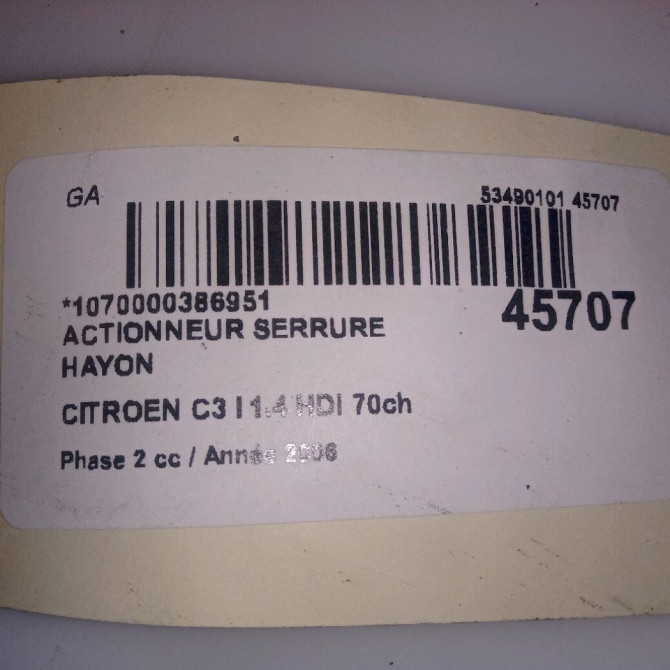 GA
53490101 45707
*1070000386951
45707
ACTIONNEUR SERRURE
HAYON
CITROEN C3 I 1.4 HDI 70ch
Phase 2 cc / Année 2006